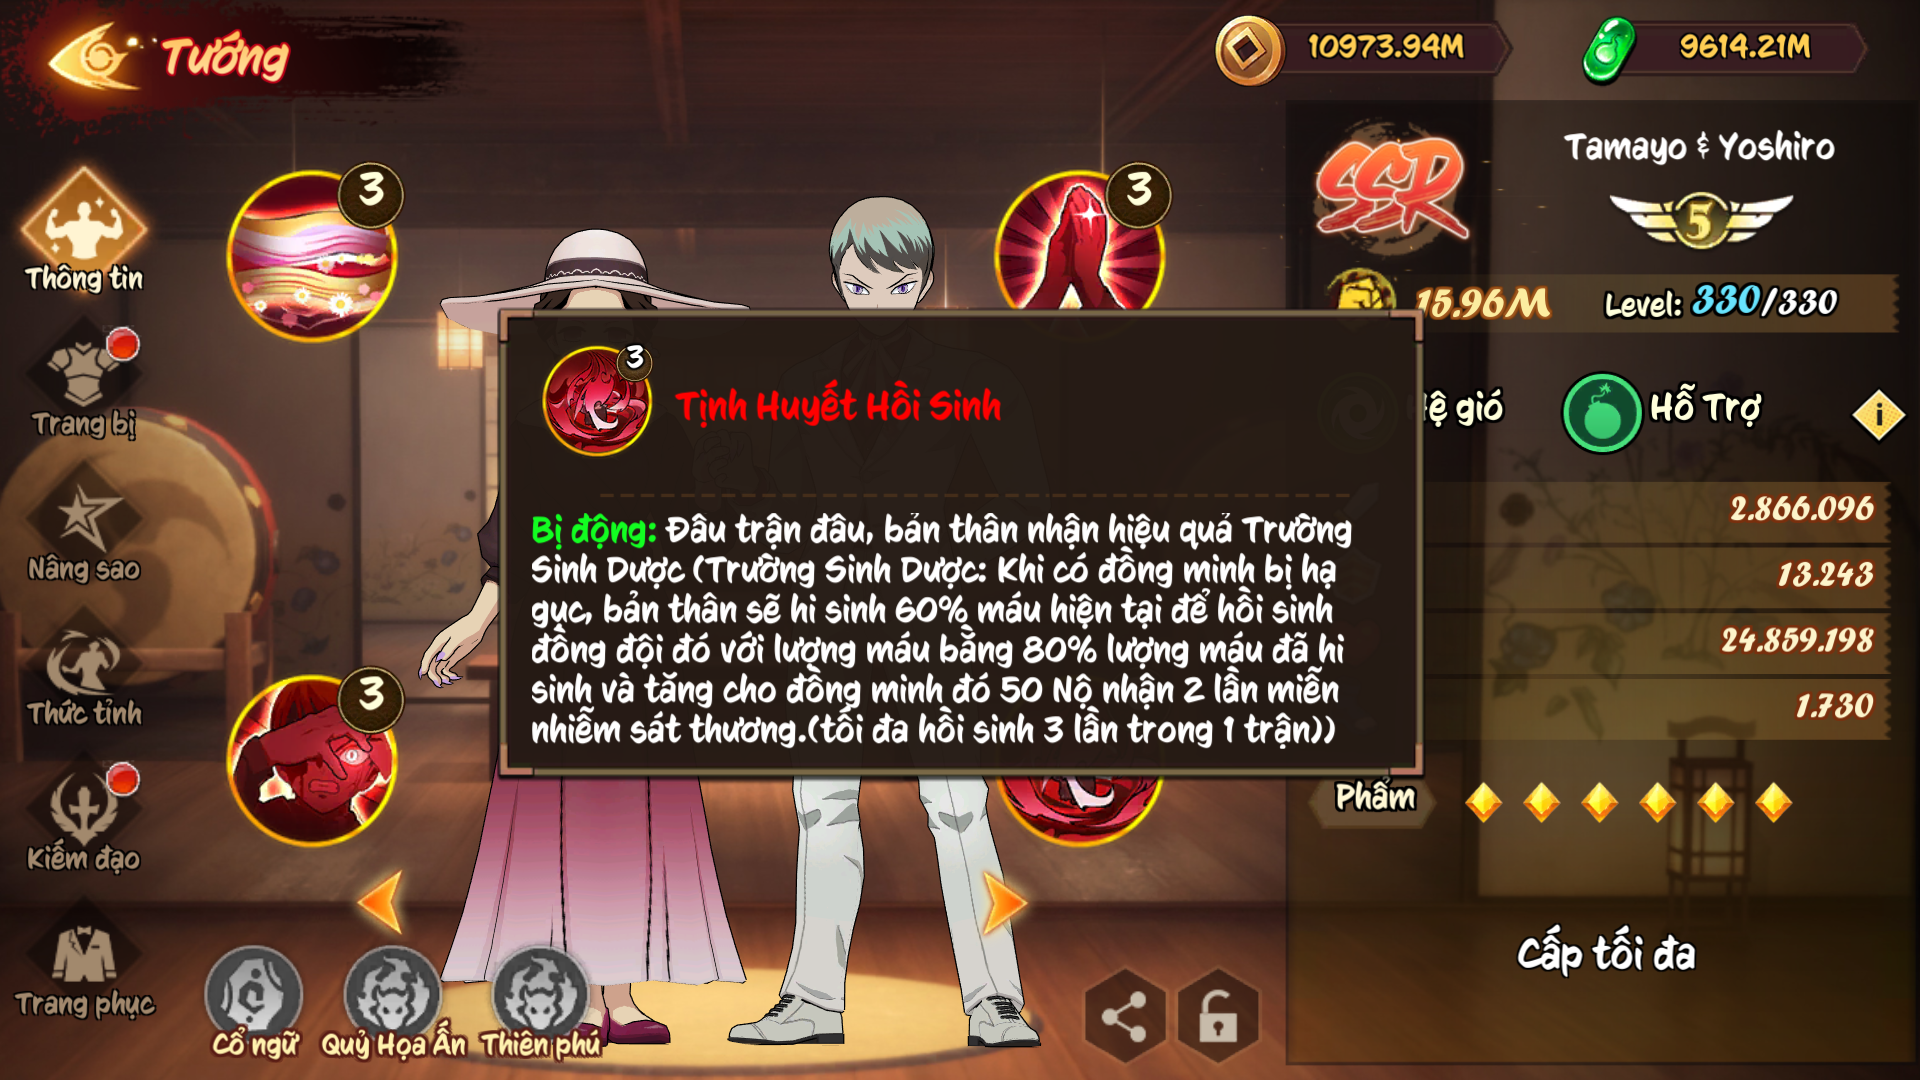 Tướng
10973.94M
9614.21M
SSR
Tamayo & Yoshiro
5
15.96M
Level: 330/330
3
3
Thông tin
Trang bị
Nâng sao
Thức tỉnh
Kiếm đạo
Trang phục
3
Tịnh Huyết Hồi Sinh
Bị động: Đâu trận đâu, bản thân nhận hiệu quả Trường
Sinh Dược (Trường Sinh Dược: Khi có đồng minh bị hạ
gục, bản thân sẽ hi sinh 60% máu hiện tại để hồi sinh
đồng đội đó với lượng máu bằng 80% lượng máu đã hi
sinh và tăng cho đồng minh đó 50 Nộ nhận 2 lần miễn
nhiễm sát thương.(tối đa hồi sinh 3 lần trong 1 trận))
3
ệ gió
Hỗ Trợ
i
2.866.096
13.243
24.859.198
1.730
Phẩm
Cấp tối đa
Cổ ngữ
Quỷ Họa Ấn
Thiên phú